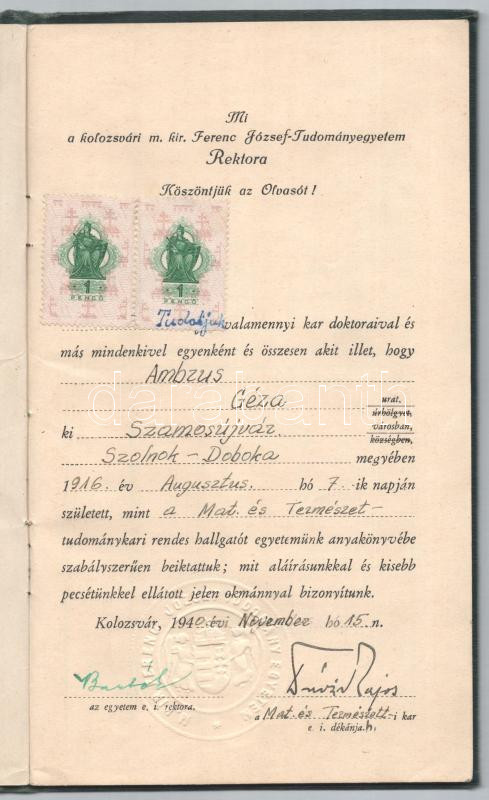 Mi
a kolozsvári m. kir. Ferenc József-Tudományegyetem
Rektora
Köszöntjük az Olvasót!
1 1
PENGŐ PENGŐ
Tudatjuk valamennyi kar doktoraival és
más mindenkivel egyenként és összesen akit illet, hogy
Ambrus
Géza urat.
úrhölgyet,
ki Szamosújvár városban,
községben,
Szolnok-Doboka megyében
1916. év Augusztus. hó 7-ik napján
született, mint a Mat. és Természet-
tudománykari rendes hallgatót egyetemünk anyakönyvébe
szabályszerűen beiktattuk; mit aláírásunkkal és kisebb
pecsétünkkel ellátott jelen okmánnyal bizonyítunk.
Kolozsvár, 1940 évi November hó 15. n.
az egyetem e. i. rektora.
a Mat. és Természett-i kar
e. i. dékánja.h.
Darabanth